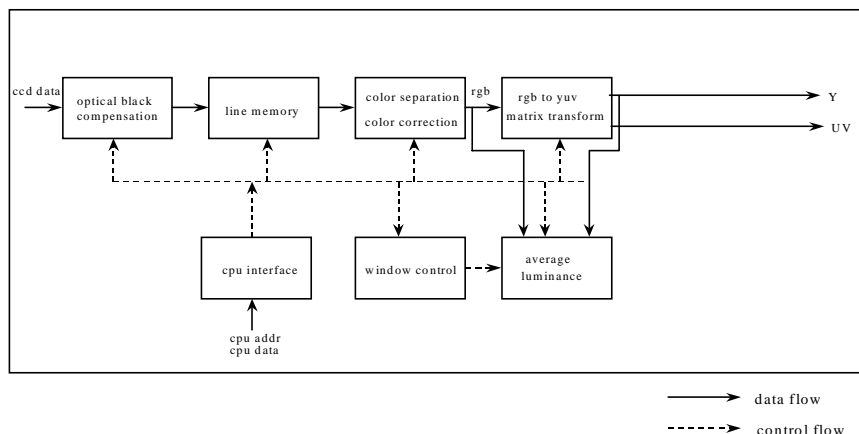 ccd data
optical black
compensation
line memory
color separation
color correction
rgb
rgb to yuv
matrix transform
Y
UV
cpu interface
window control
average
luminance
cpu addr
cpu data
data flow
control flow